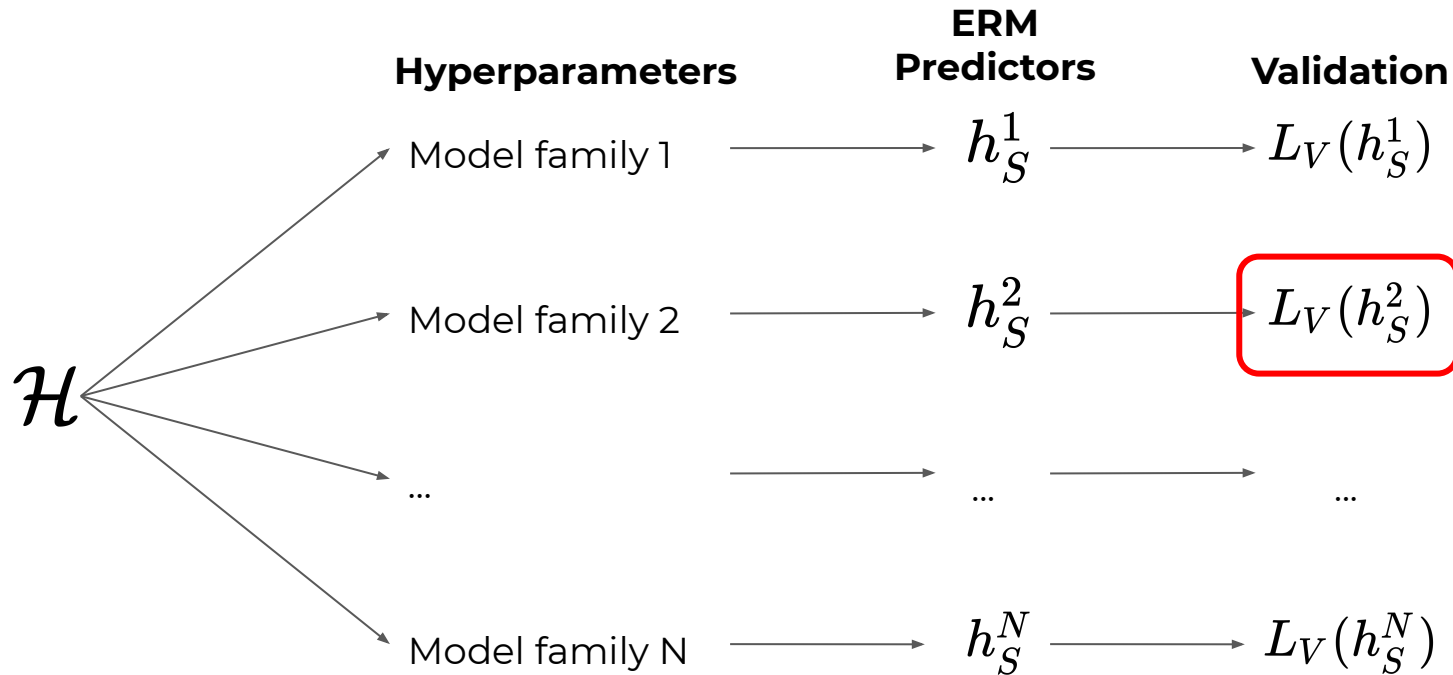 ERM
Hyperparameters Predictors Validation
Model family 1 $h_S^1$ $L_V(h_S^1)$
Model family 2 $h_S^2$ $L_V(h_S^2)$
$\mathcal{H}$
... ... ...
Model family N $h_S^N$ $L_V(h_S^N)$